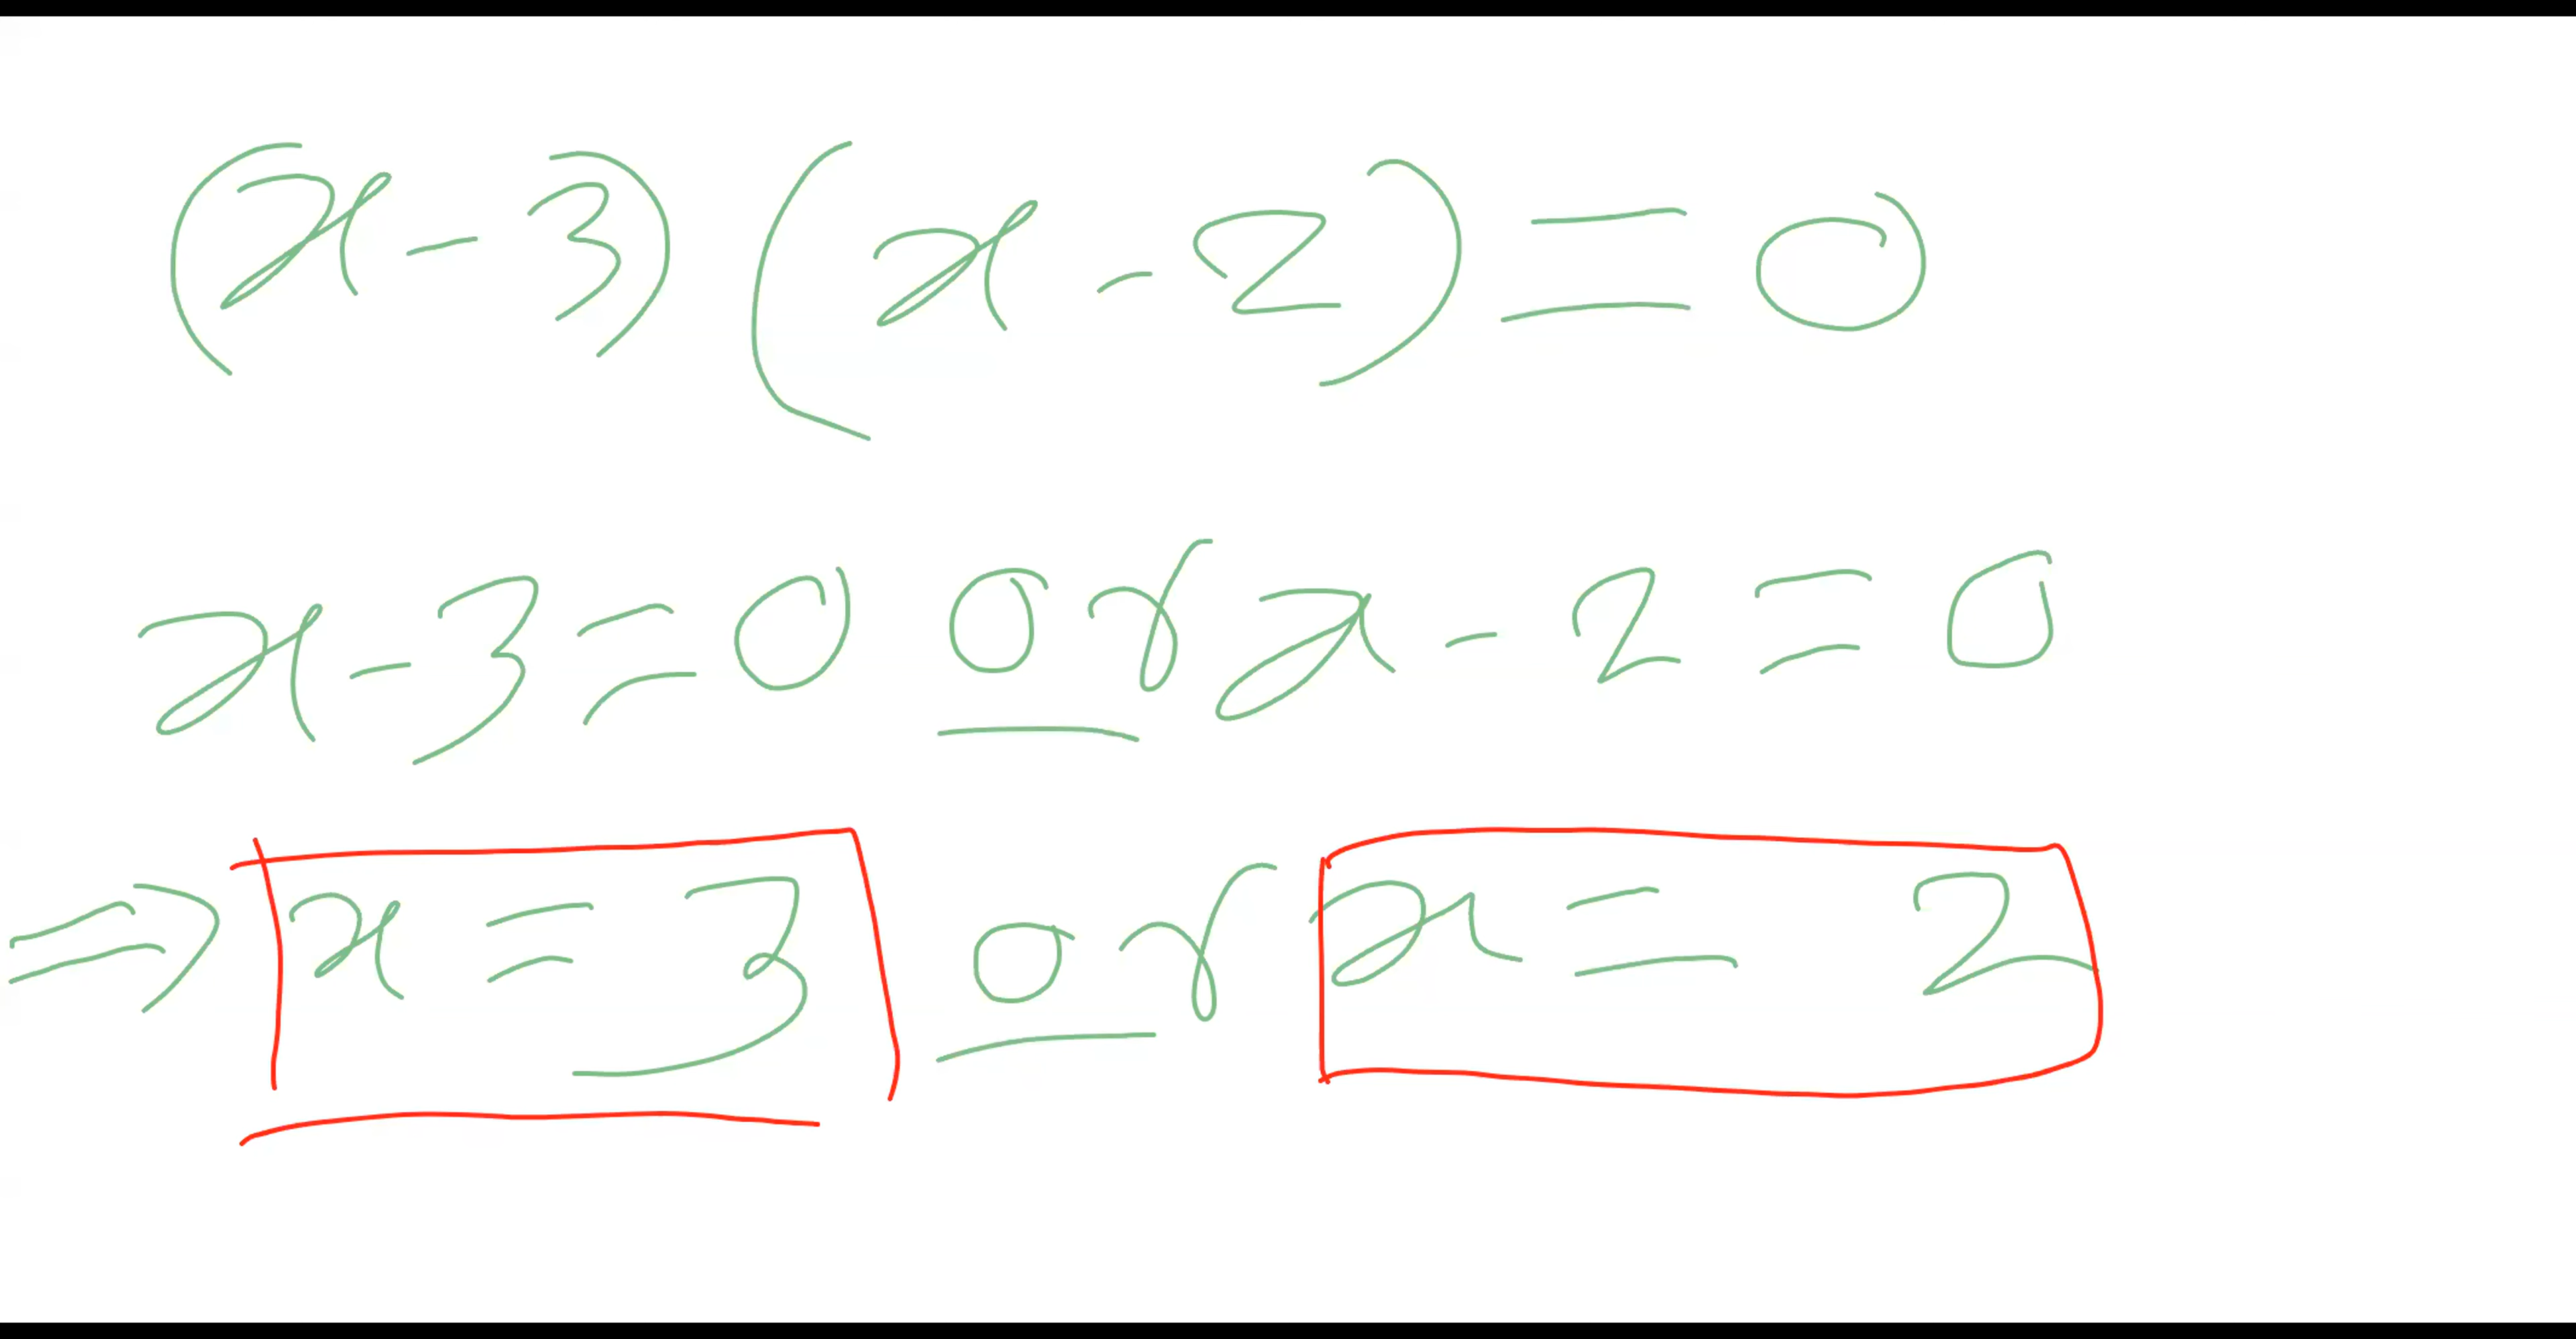 (x - 3) (x - 2) = 0
x - 3 = 0 or x - 2 = 0
⇒ x = 3 or x = 2